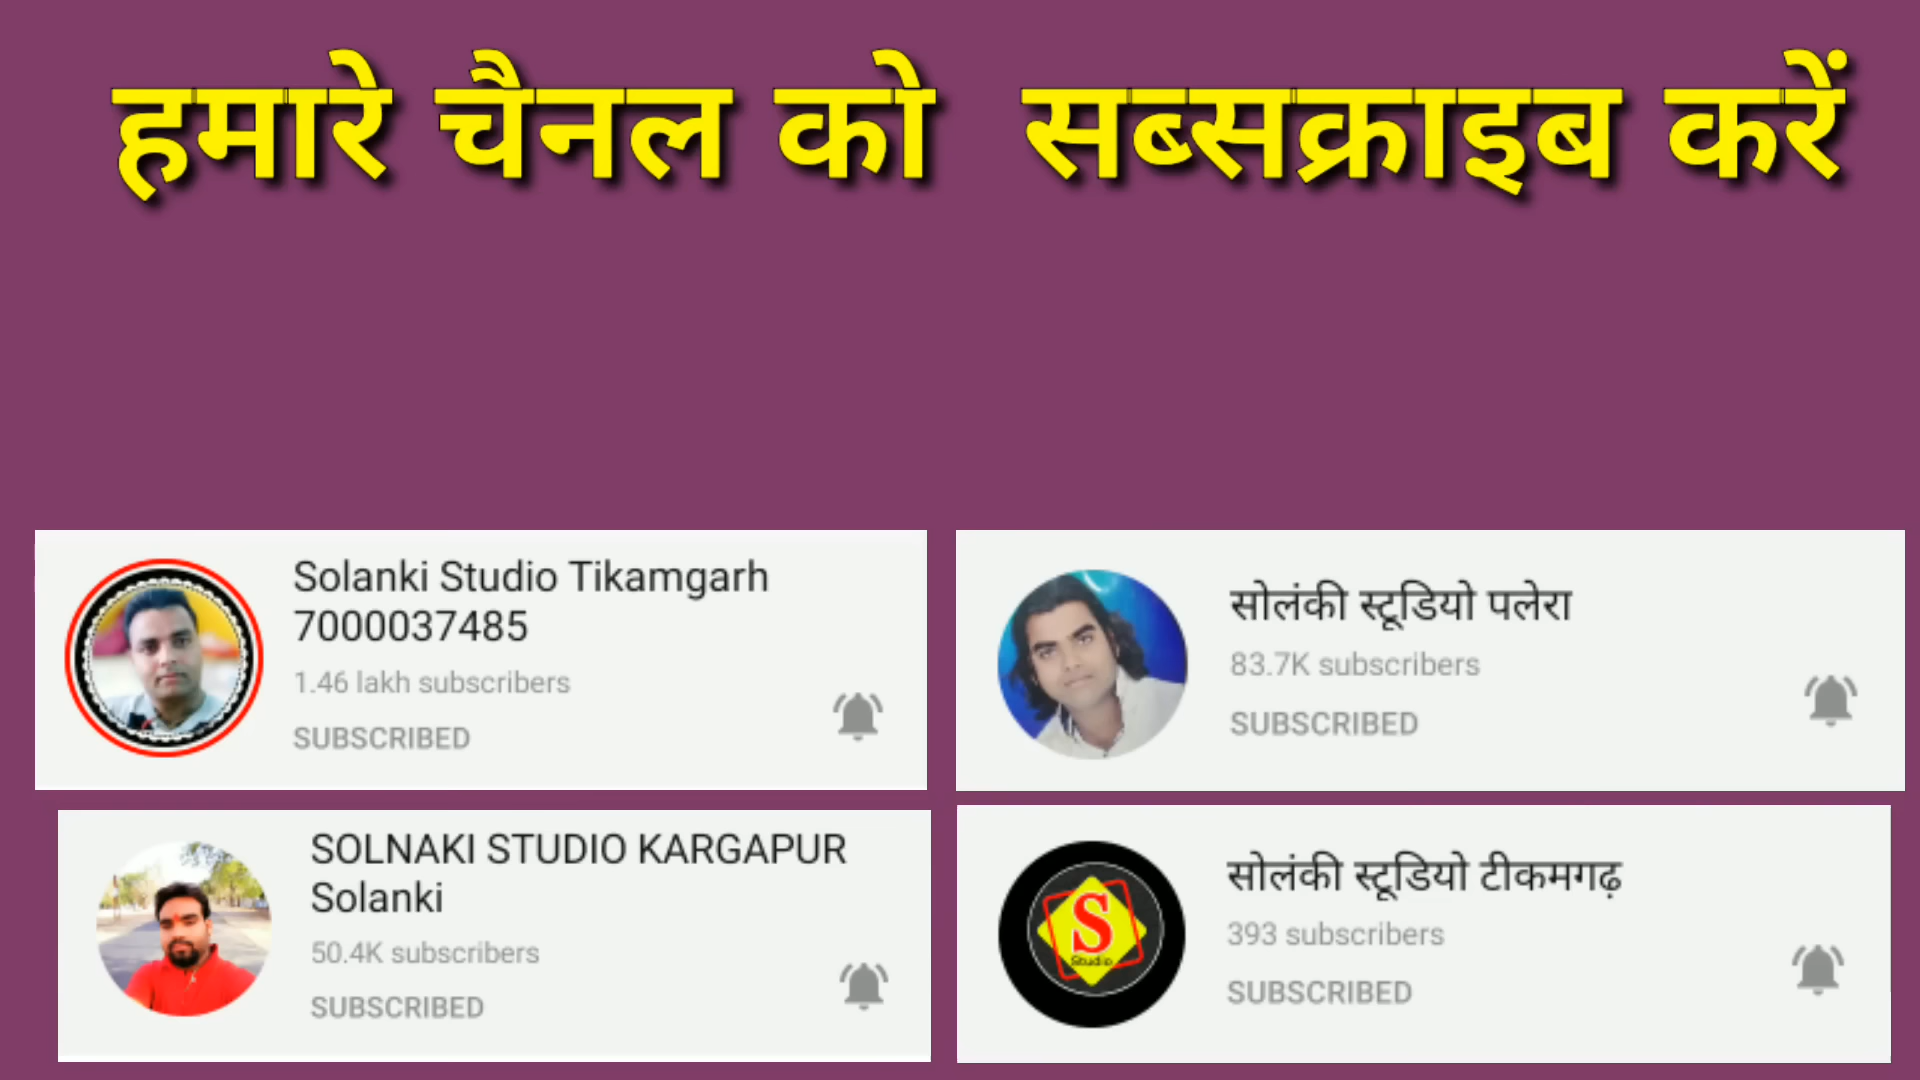 हमारे चैनल को सब्सक्राइब करें
Solanki Studio Tikamgarh
7000037485
1.46 lakh subscribers
SUBSCRIBED
सोलंकी स्टूडियो पलेरा
83.7K subscribers
SUBSCRIBED
SOLNAKI STUDIO KARGAPUR
Solanki
50.4K subscribers
SUBSCRIBED
S
Studio
सोलंकी स्टूडियो टीकमगढ़
393 subscribers
SUBSCRIBED